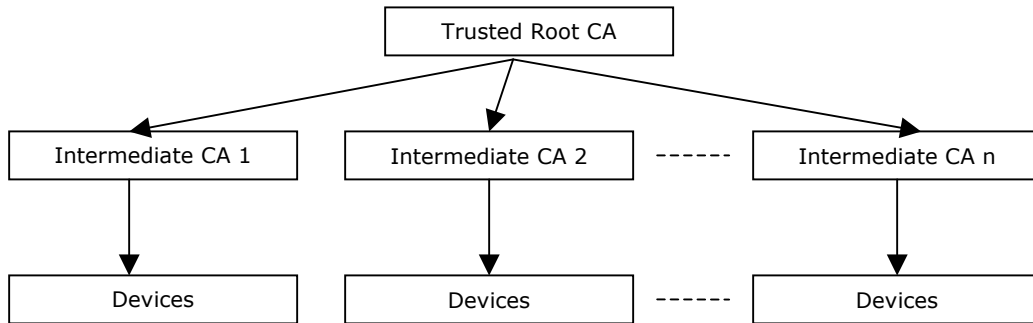 Trusted Root CA
Intermediate CA 1
Intermediate CA 2
Intermediate CA n
Devices
Devices
Devices